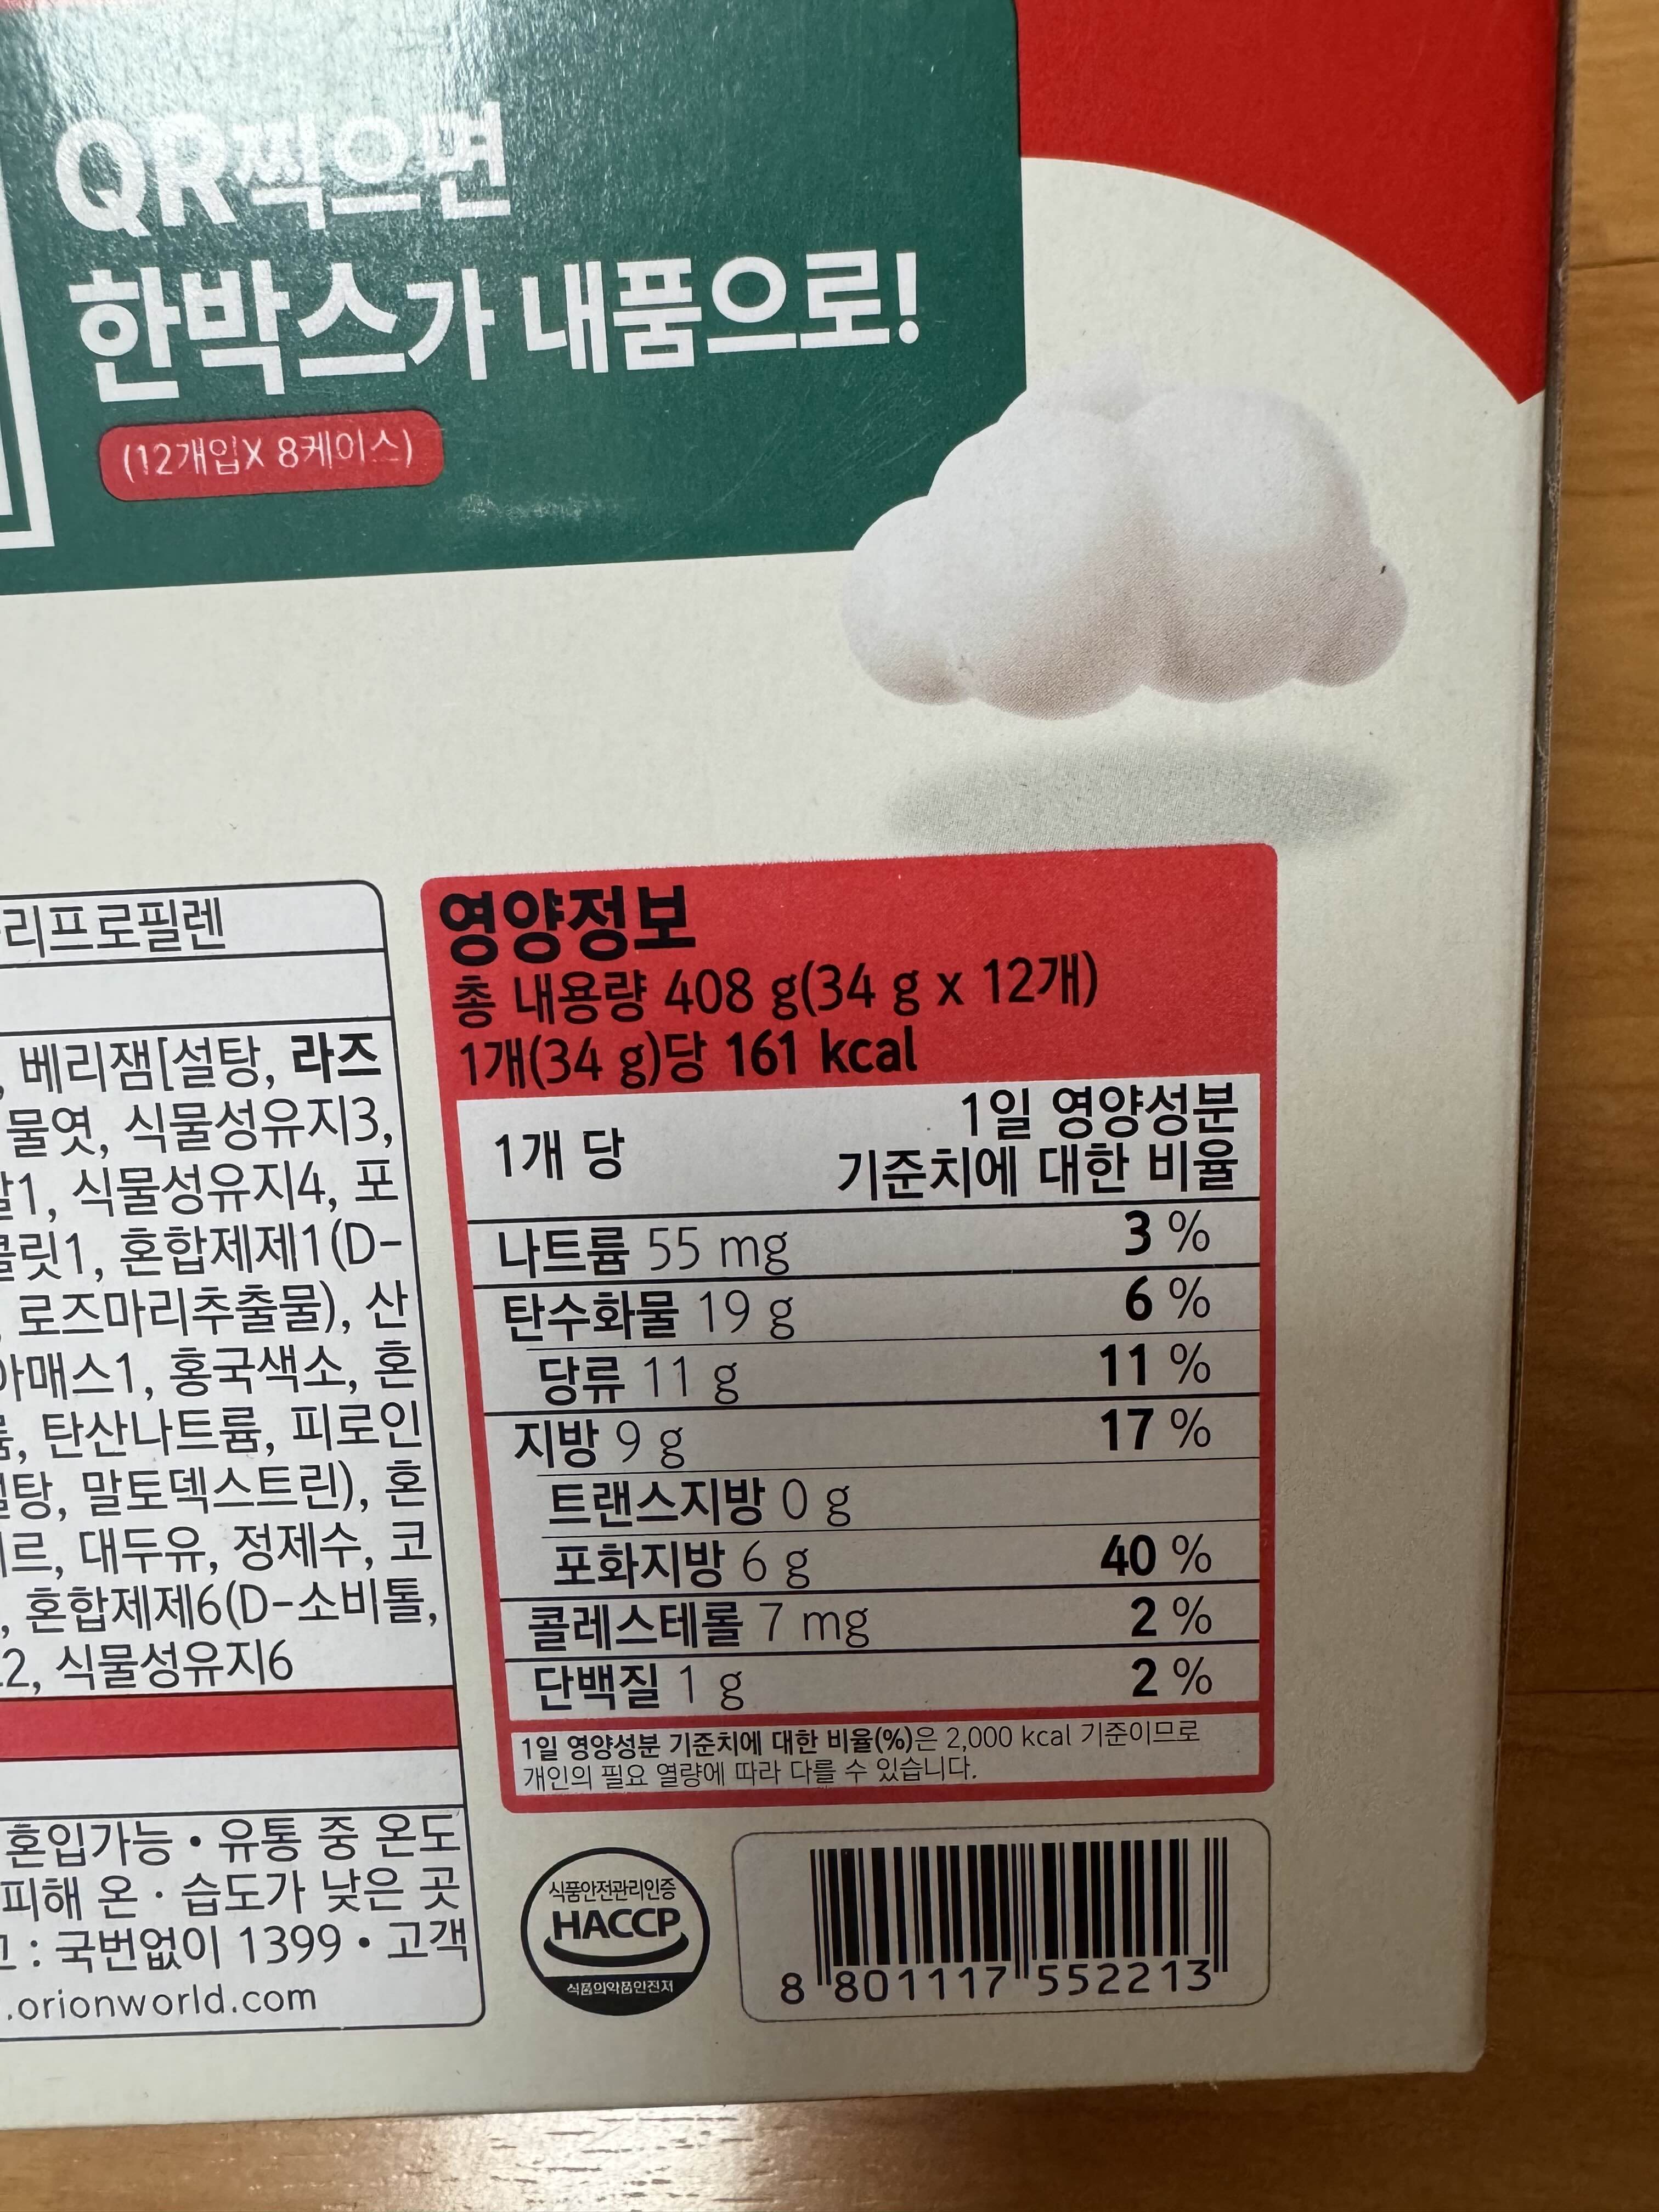 QR찍으면
한박스가 내품으로!
(12개입X 8케이스)
리프로필렌
, 베리잼[설탕, 라즈
물엿, 식물성유지3,
1, 식물성유지4, 포
릿1, 혼합제제1(D-
로즈마리추출물), 산
매스1, 홍국색소, 혼
, 탄산나트륨, 피로인
탕, 말토덱스트린), 혼
르, 대두유, 정제수, 코
, 혼합제제6(D-소비톨,
2, 식물성유지6
혼입가능 • 유통 중 온도
피해 온 · 습도가 낮은 곳
: 국번없이 1399 • 고객
.orionworld.com
영양정보
총 내용량 408 g(34 g x 12개)
1개(34 g)당 161 kcal
1개 당 1일 영양성분
기준치에 대한 비율
나트륨 55 mg 3 %
탄수화물 19 g 6 %
당류 11 g 11 %
지방 9 g 17 %
트랜스지방 0 g
포화지방 6 g 40 %
콜레스테롤 7 mg 2 %
단백질 1 g 2 %
1일 영양성분 기준치에 대한 비율(%)은 2,000 kcal 기준이므로
개인의 필요 열량에 따라 다를 수 있습니다.
식품안전관리인증
HACCP
식품의약품안전처
8 801117 552213